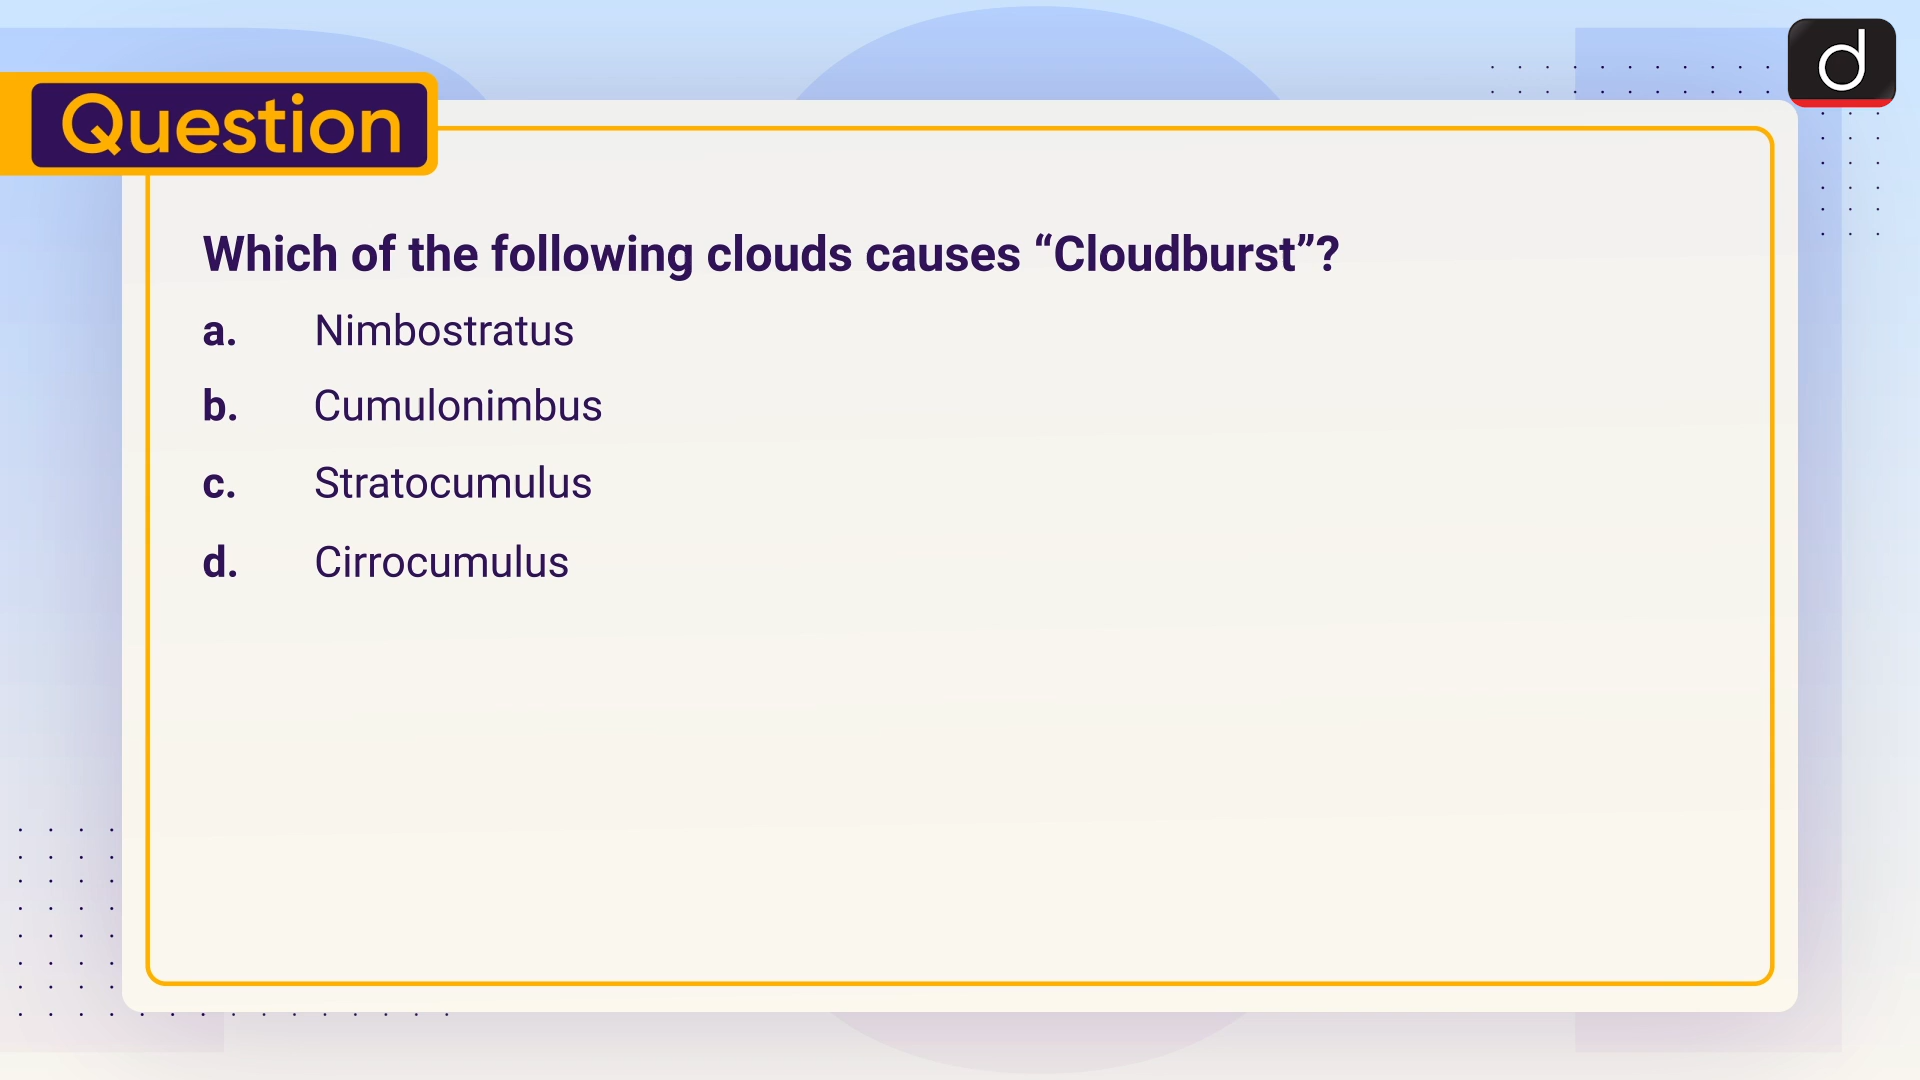 Question
Which of the following clouds causes “Cloudburst”?
a. Nimbostratus
b. Cumulonimbus
c. Stratocumulus
d. Cirrocumulus
d